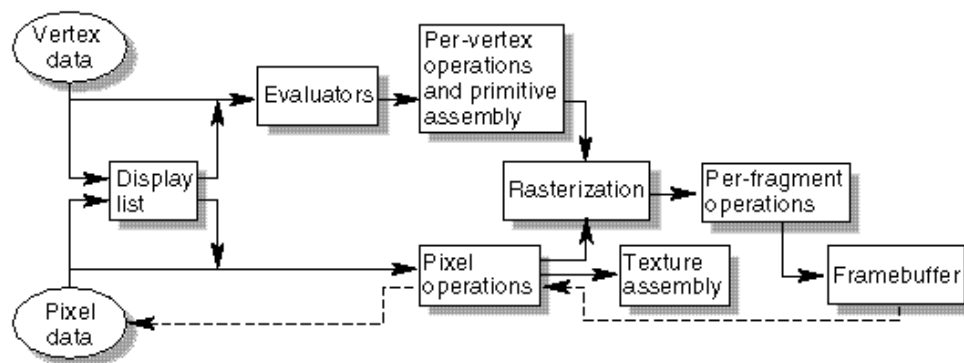 Vertex
data
Evaluators
Per-vertex
operations
and primitive
assembly
Display
list
Rasterization
Per-fragment
operations
Pixel
operations
Texture
assembly
Framebuffer
Pixel
data